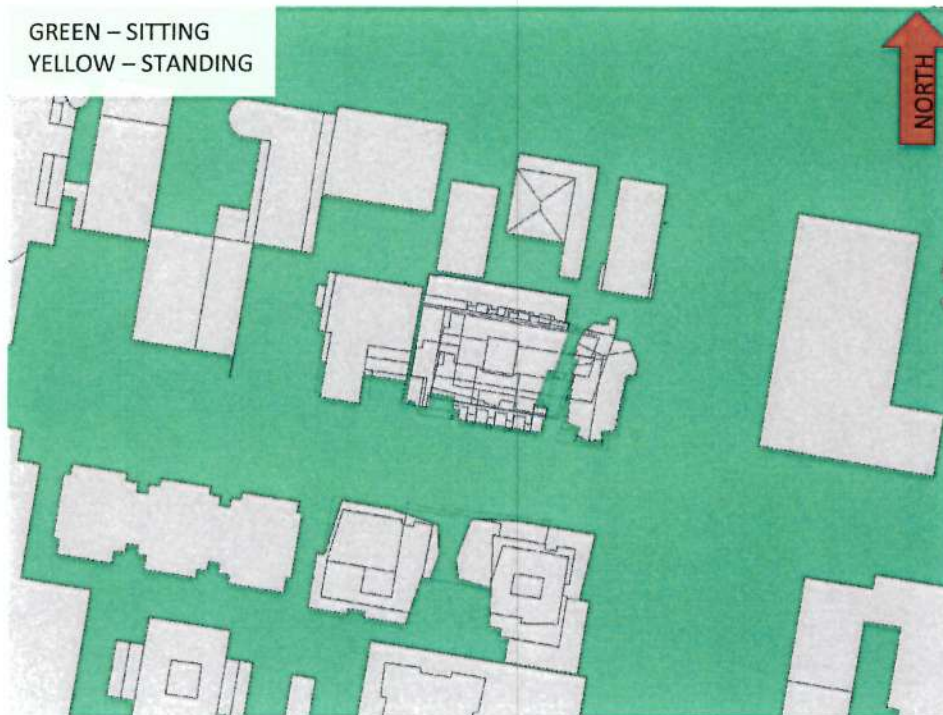 GREEN – SITTING
YELLOW – STANDING
NORTH